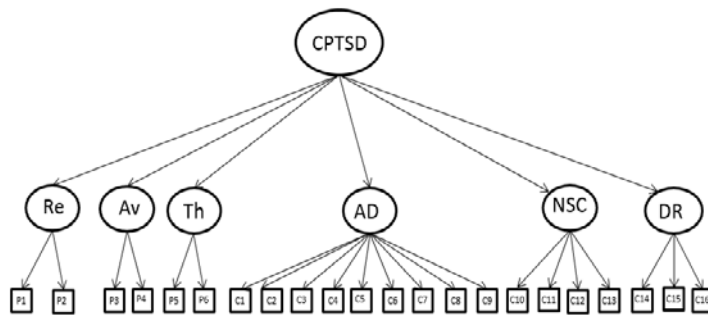 CPTSD
Re Av Th AD NSC DR
P1 P2 P3 P4 P5 P6 C1 C2 C3 C4 C5 C6 C7 C8 C9 C10 C11 C12 C13 C14 C15 C16